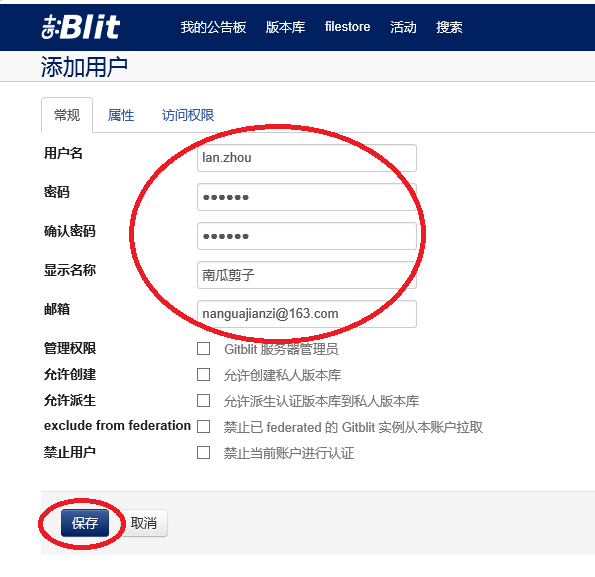 Blit
我的公告板 版本库 filestore 活动 搜索
添加用户
常规 属性 访问权限
用户名 lan.zhou
密码 ●●●●●●
确认密码 ●●●●●●
显示名称 南瓜剪子
邮箱 nanguajianzi@163.com
管理权限 Gitblit 服务器管理员
允许创建 允许创建私人版本库
允许派生 允许派生认证版本库到私人版本库
exclude from federation 禁止已 federated 的 Gitblit 实例从本账户拉取
禁止用户 禁止当前账户进行认证
保存 取消